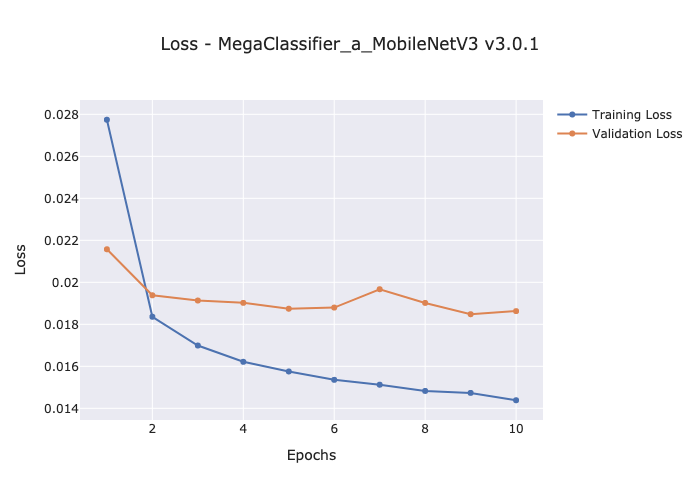 Loss - MegaClassifier_a_MobileNetV3 v3.0.1
Training Loss
Validation Loss
Loss
0.028
0.026
0.024
0.022
0.02
0.018
0.016
0.014
2 4 6 8 10
Epochs